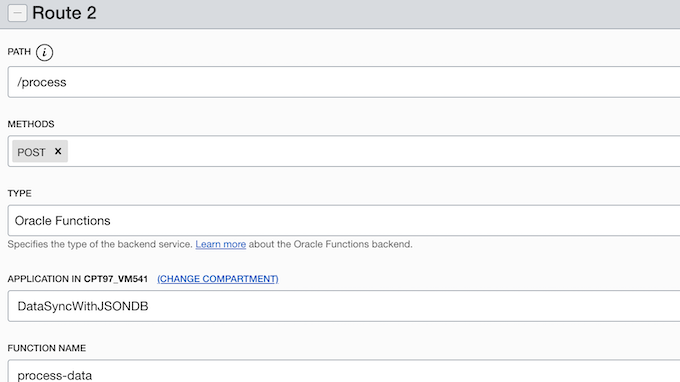 Route 2
PATH i
/process
METHODS
POST ×
TYPE
Oracle Functions
Specifies the type of the backend service. Learn more about the Oracle Functions backend.
APPLICATION IN CPT97_VM541 (CHANGE COMPARTMENT)
DataSyncWithJSONDB
FUNCTION NAME
process-data